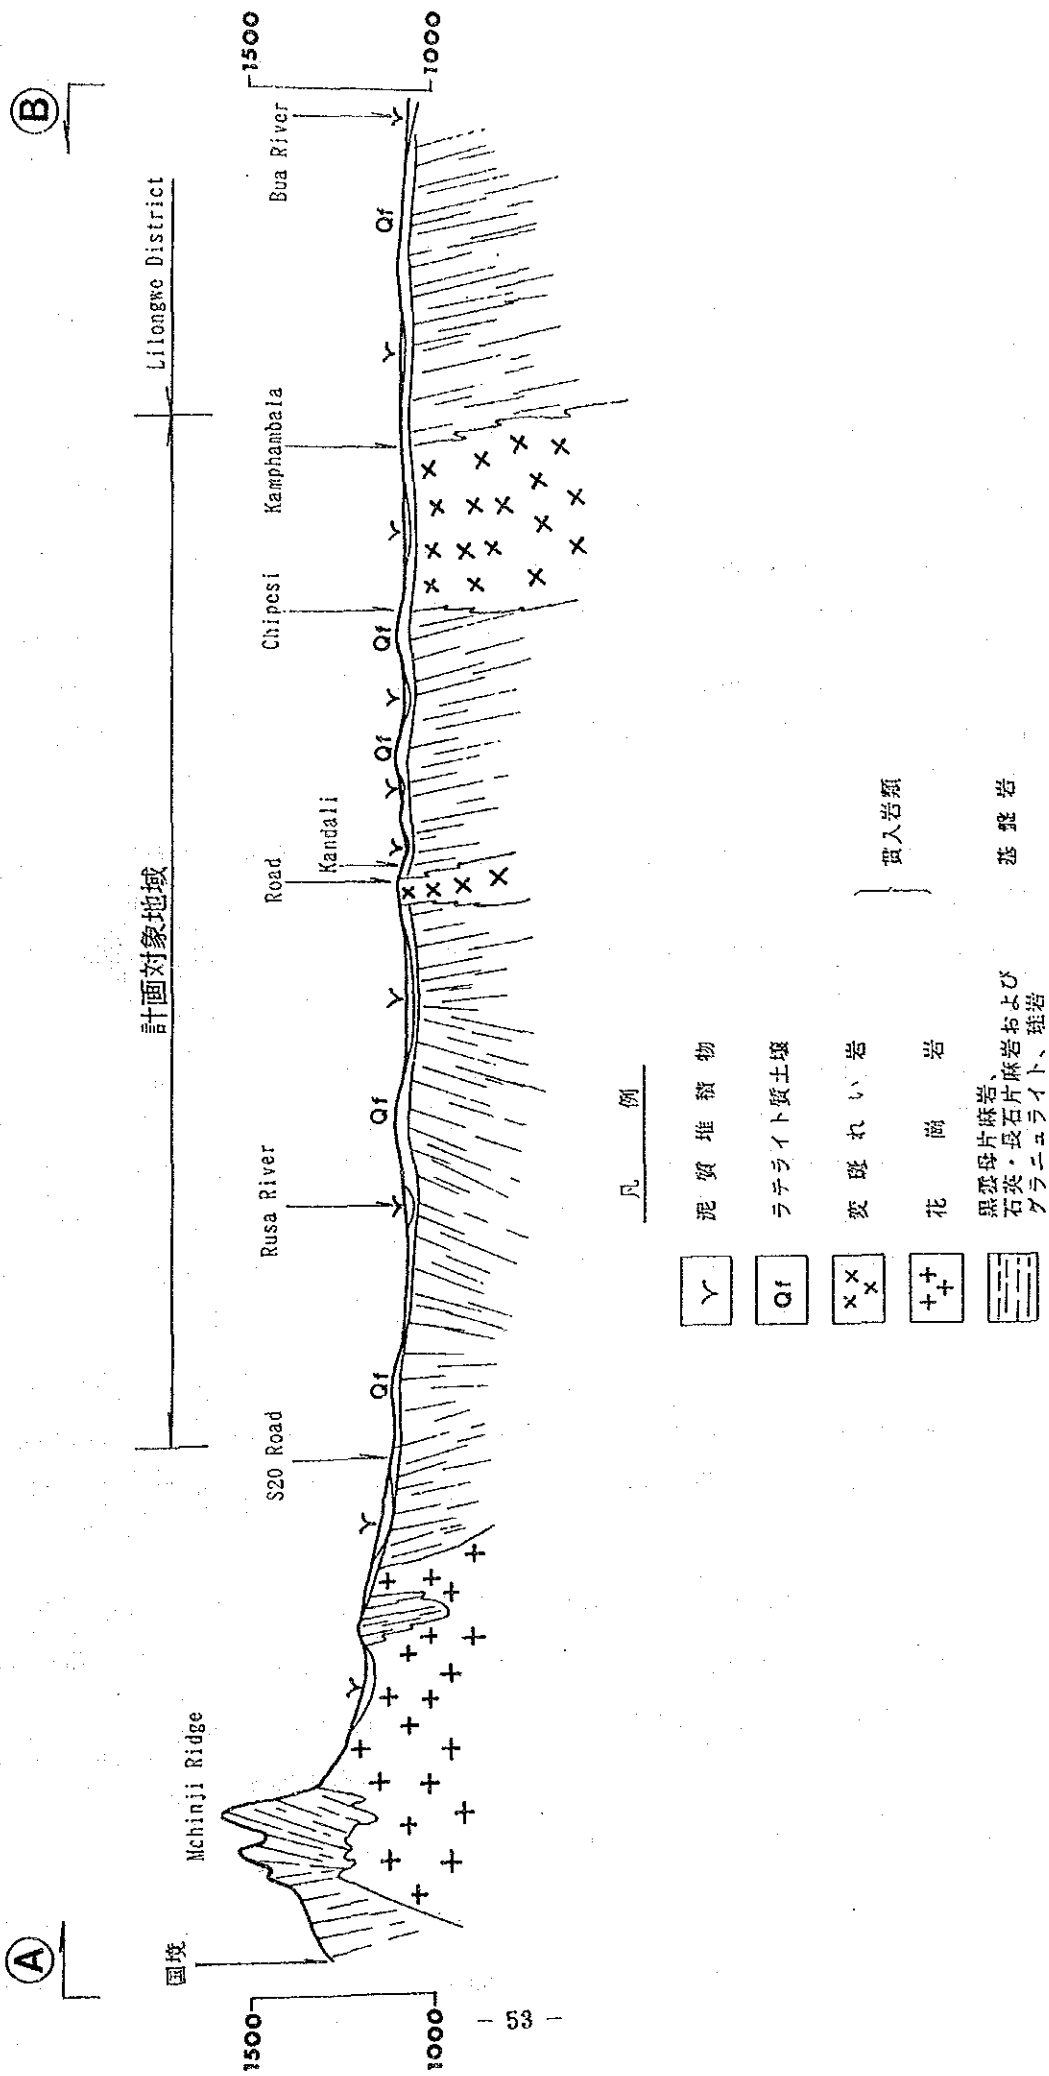 Ⓐ
Ⓑ
計画対象地域
Lilongwe District
国境
Mchinji Ridge
S20 Road
Rusa River
Road
Kandali
Chipesi
Kamphambala
Bua River
1500
1000
1500
1000
Qf
Qf
Qf
Qf
Qf
凡 例
泥 質 堆 積 物
Qf ラテライト質土壌
変 斑 れ い 岩
花 崗 岩
貫入岩類
黒雲母片麻岩、
石英・長石片麻岩および
グラニュライト、珪岩
基 盤 岩
- 53 -